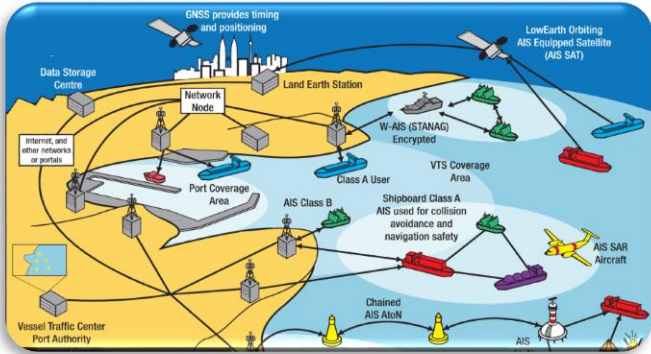 GNSS provides timing
and positioning
LowEarth Orbiting
AIS Equipped Satellite
(AIS SAT)
Data Storage
Centre
Land Earth Station
Network
Node
W-AIS (STANAG)
Encrypted
Internet, and
other networks
or portals
Port Coverage
Area
Class A User
VTS Coverage
Area
AIS Class B
Shipboard Class A
AIS used for collision
avoidance and
navigation safety
AIS SAR
Aircraft
Vessel Traffic Center
Port Authority
Chained
AIS AtoN
AIS